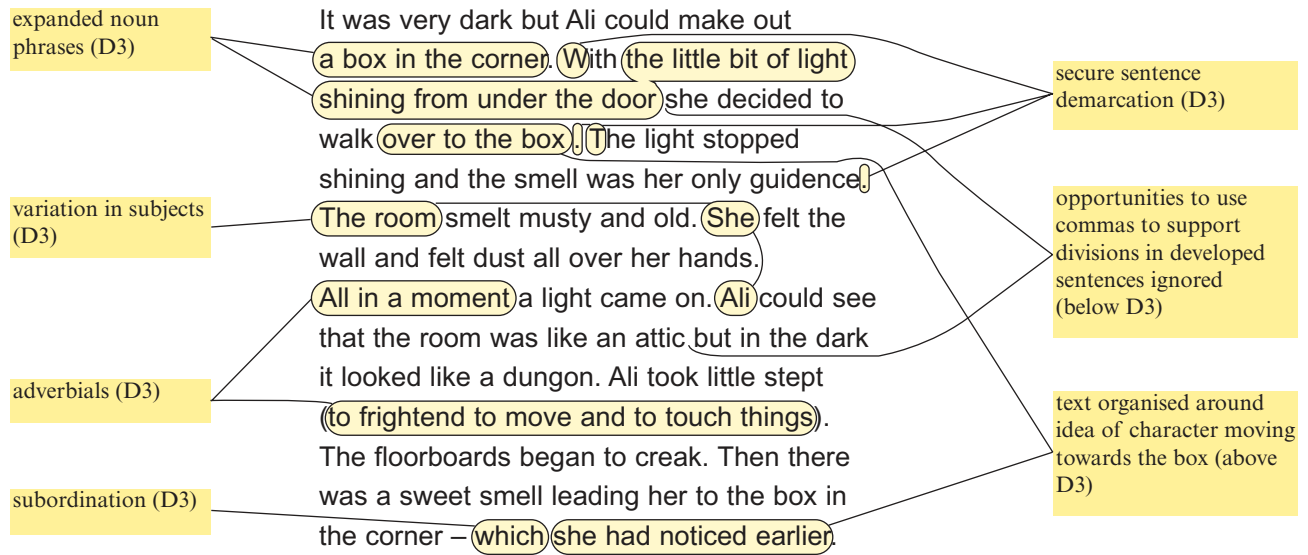 expanded noun
phrases (D3)
variation in subjects
(D3)
adverbials (D3)
subordination (D3)
It was very dark but Ali could make out
a box in the corner. With the little bit of light
shining from under the door she decided to
walk over to the box. The light stopped
shining and the smell was her only guidence.
The room smelt musty and old. She felt the
wall and felt dust all over her hands.
All in a moment a light came on. Ali could see
that the room was like an attic but in the dark
it looked like a dungon. Ali took little stept
(to frightend to move and to touch things).
The floorboards began to creak. Then there
was a sweet smell leading her to the box in
the corner – which she had noticed earlier.
secure sentence
demarcation (D3)
opportunities to use
commas to support
divisions in developed
sentences ignored
(below D3)
text organised around
idea of character moving
towards the box (above
D3)